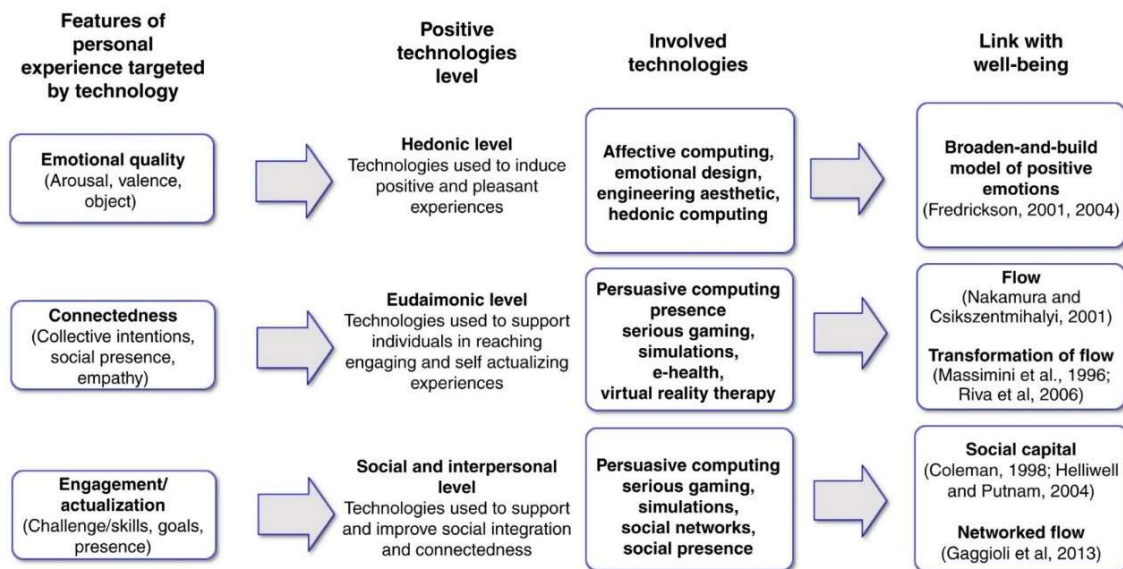 Features of
personal
experience targeted
by technology
Positive
technologies
level
Involved
technologies
Link with
well-being
Emotional quality
(Arousal, valence,
object)
Hedonic level
Technologies used to induce
positive and pleasant
experiences
Affective computing,
emotional design,
engineering aesthetic,
hedonic computing
Broaden-and-build
model of positive
emotions
(Fredrickson, 2001, 2004)
Connectedness
(Collective intentions,
social presence,
empathy)
Eudaimonic level
Technologies used to support
individuals in reaching
engaging and self actualizing
experiences
Persuasive computing
presence
serious gaming,
simulations,
e-health,
virtual reality therapy
Flow
(Nakamura and
Csikszentmihalyi, 2001)
Transformation of flow
(Massimini et al., 1996;
Riva et al, 2006)
Engagement/
actualization
(Challenge/skills, goals,
presence)
Social and interpersonal
level
Technologies used to support
and improve social integration
and connectedness
Persuasive computing
serious gaming,
simulations,
social networks,
social presence
Social capital
(Coleman, 1998; Helliwell
and Putnam, 2004)
Networked flow
(Gaggioli et al, 2013)